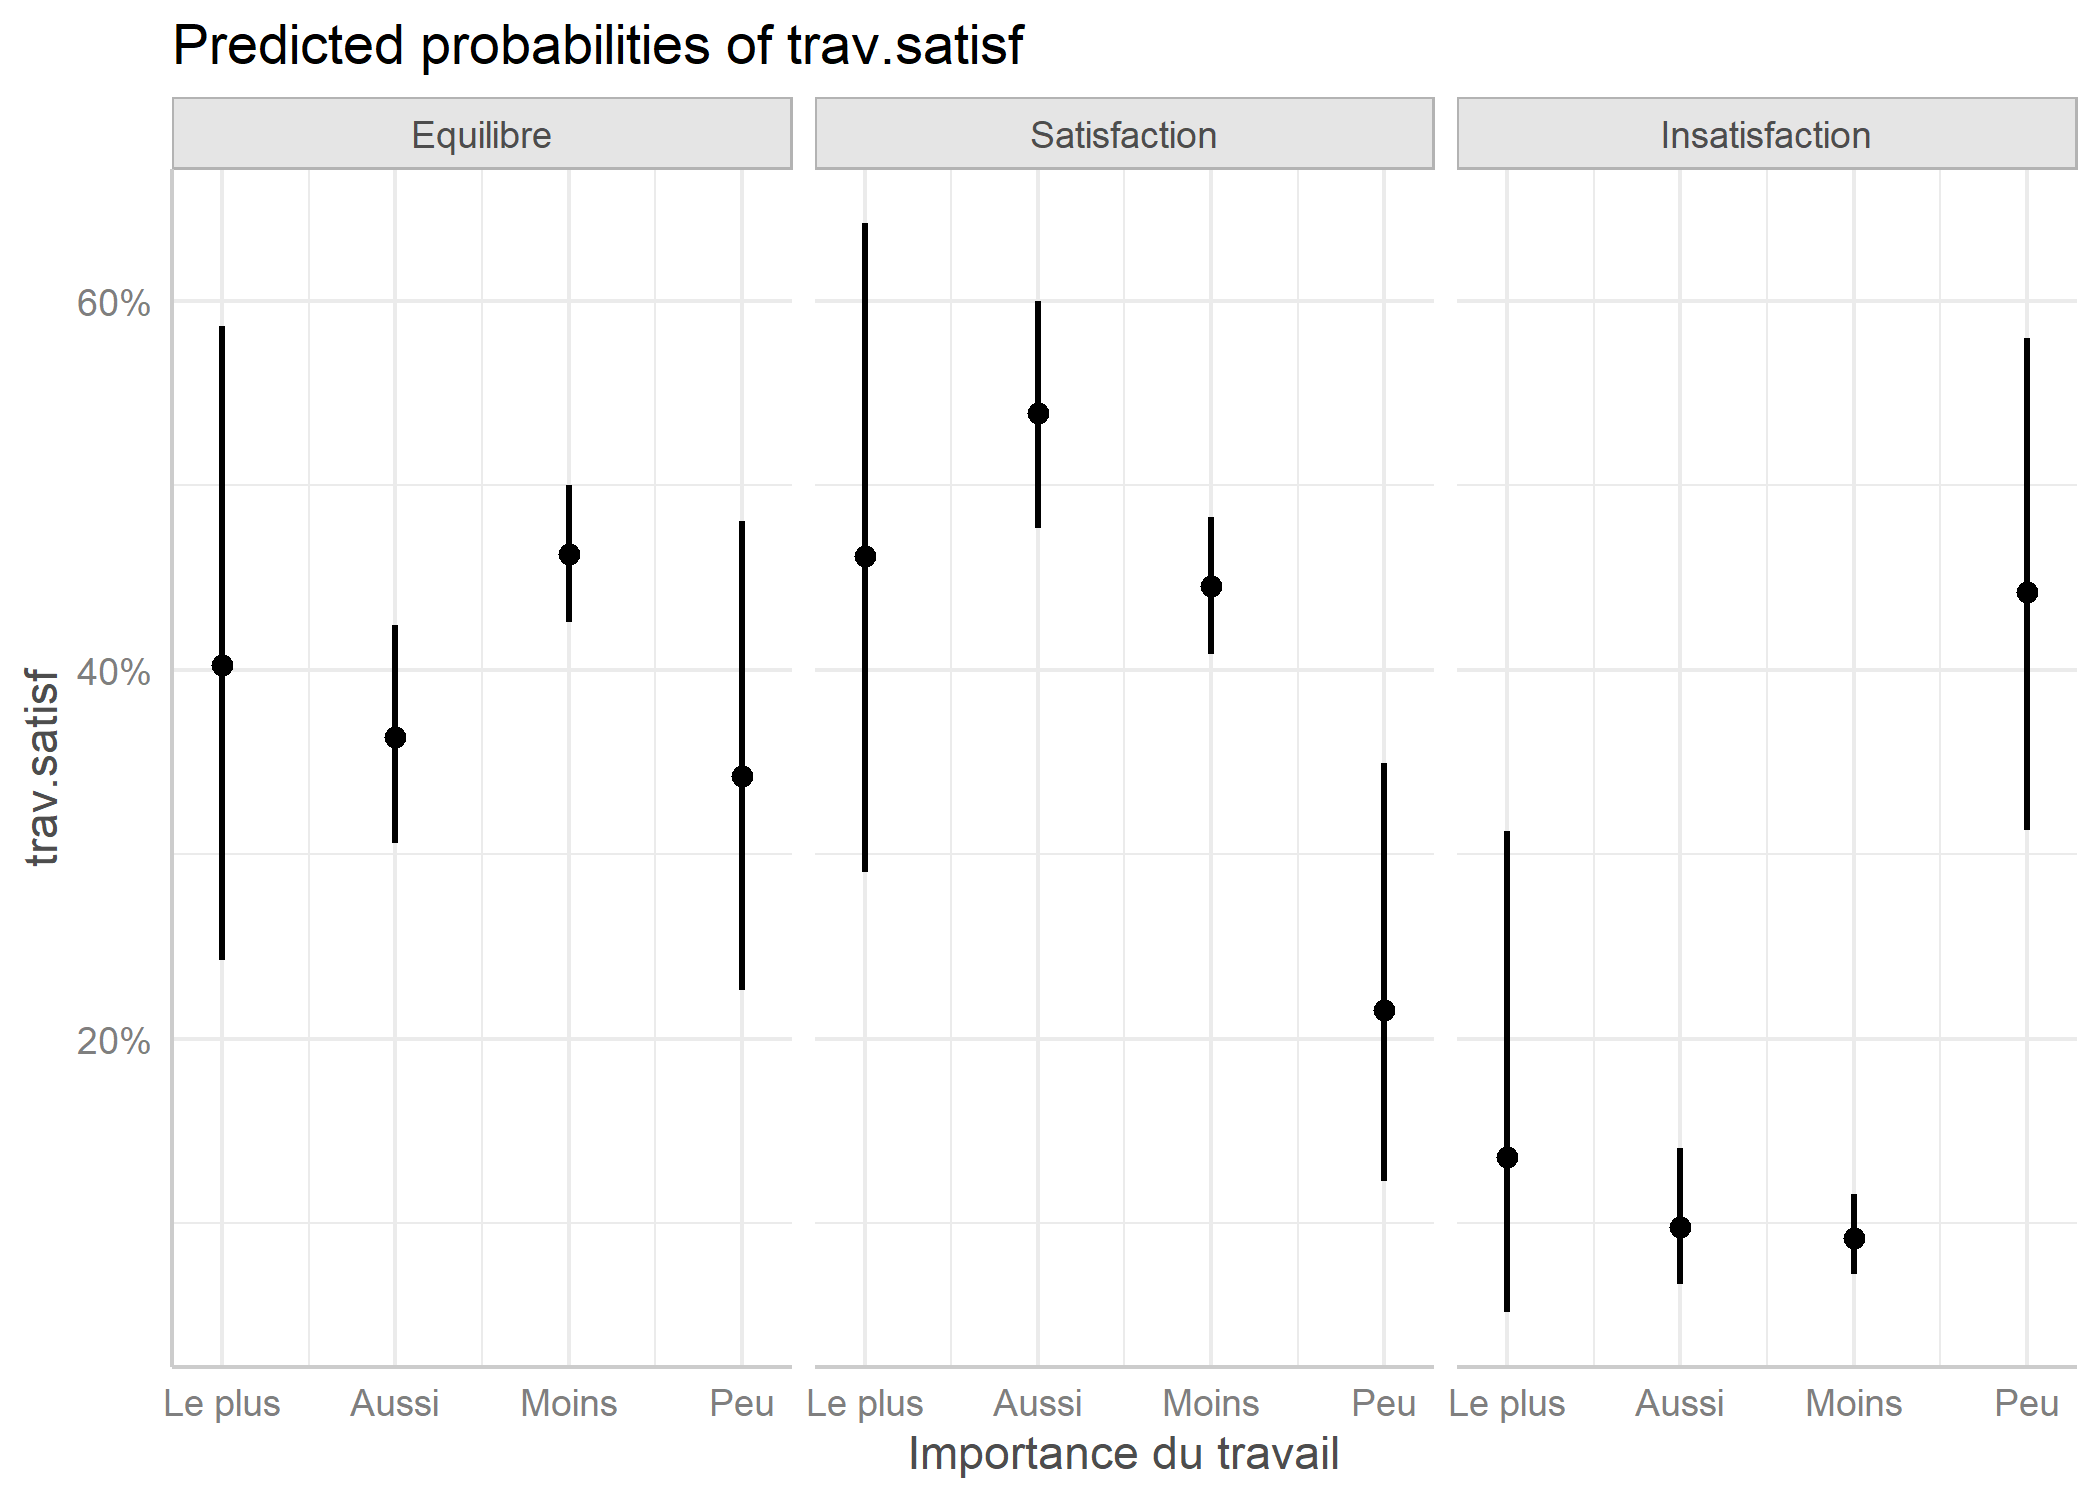 Predicted probabilities of trav.satisf
Equilibre Satisfaction Insatisfaction
trav.satisf
60%
40%
20%
Le plus Aussi Moins Peu Le plus Aussi Moins Peu Le plus Aussi Moins Peu
Importance du travail